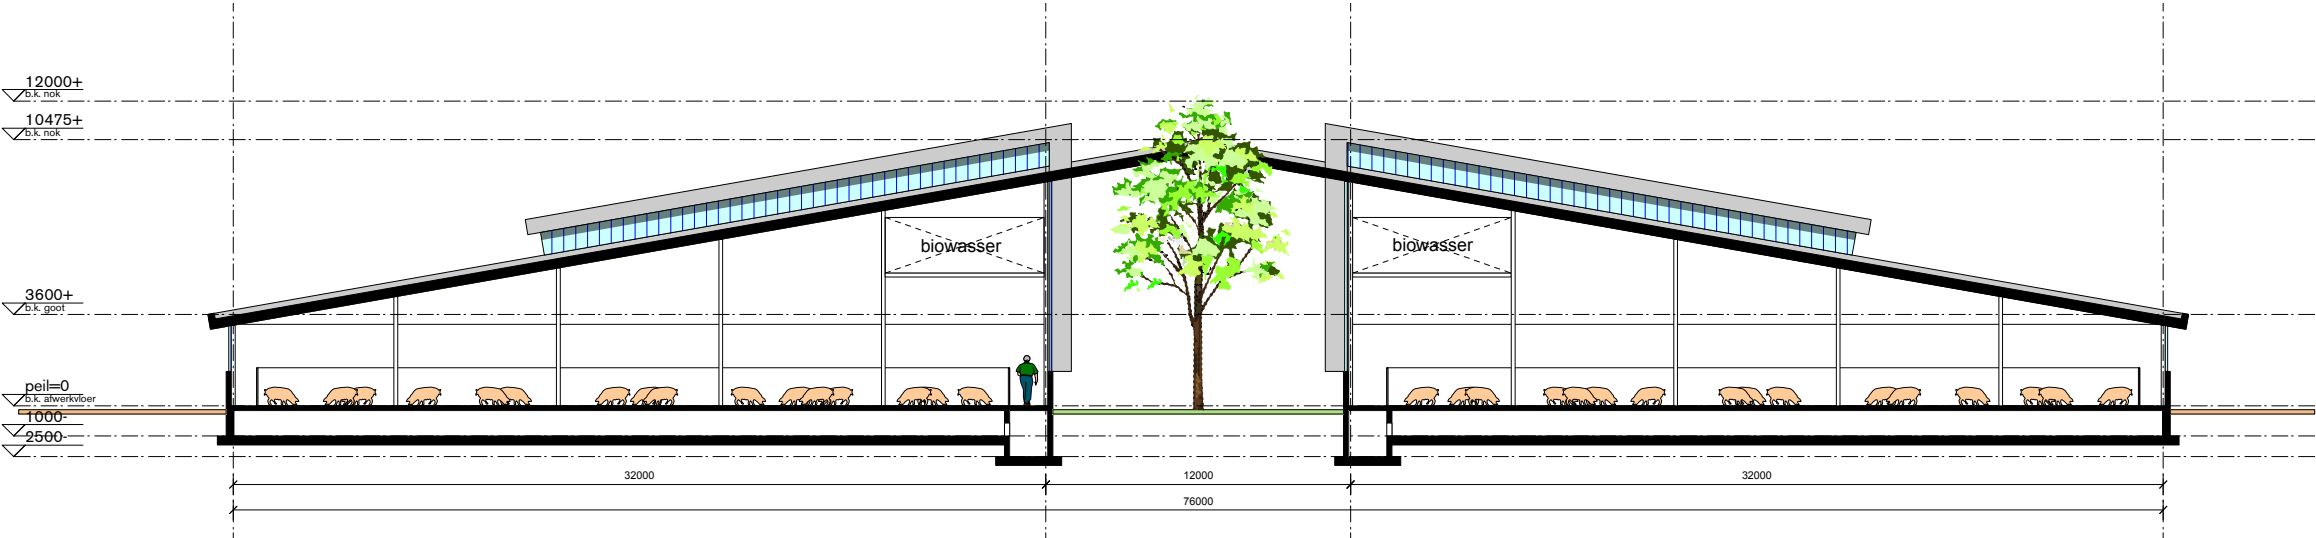 12000+
b.k. nok
10475+
b.k. nok
biowasser
biowasser
3600+
b.k. goot
peil=0
b.k. afwerkvloer
1000-
2500-
32000
12000
32000
76000